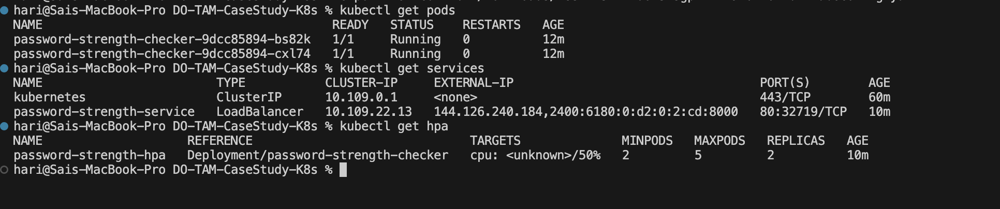 hari@Sais-MacBook-Pro DO-TAM-CaseStudy-K8s % kubectl get pods
NAME                                     READY   STATUS    RESTARTS   AGE
password-strength-checker-9dcc85894-bs82k   1/1     Running   0          12m
password-strength-checker-9dcc85894-cxl74   1/1     Running   0          12m
hari@Sais-MacBook-Pro DO-TAM-CaseStudy-K8s % kubectl get services
NAME                        TYPE           CLUSTER-IP     EXTERNAL-IP                                   PORT(S)        AGE
kubernetes                  ClusterIP      10.109.0.1     <none>                                        443/TCP        60m
password-strength-service   LoadBalancer   10.109.22.13   144.126.240.184,2400:6180:0:d2:0:2:cd:8000   80:32719/TCP   10m
hari@Sais-MacBook-Pro DO-TAM-CaseStudy-K8s % kubectl get hpa
NAME                    REFERENCE                              TARGETS              MINPODS   MAXPODS   REPLICAS   AGE
password-strength-hpa   Deployment/password-strength-checker   cpu: <unknown>/50%   2         5         2          10m
hari@Sais-MacBook-Pro DO-TAM-CaseStudy-K8s %